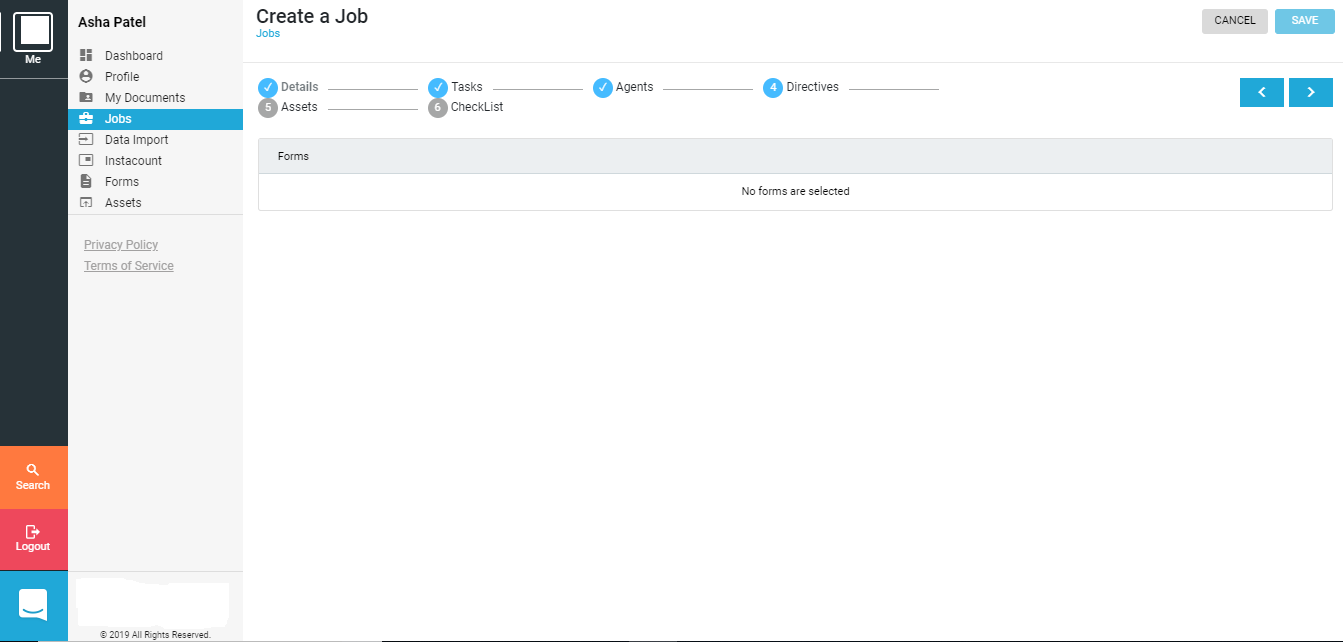 Me
Search
Logout
Asha Patel
Dashboard
Profile
My Documents
Jobs
Data Import
Instacount
Forms
Assets
Privacy Policy
Terms of Service
© 2019 All Rights Reserved.
Create a Job
Jobs
CANCEL
SAVE
Details
Tasks
Agents
4 Directives
5 Assets
6 CheckList
Forms
No forms are selected